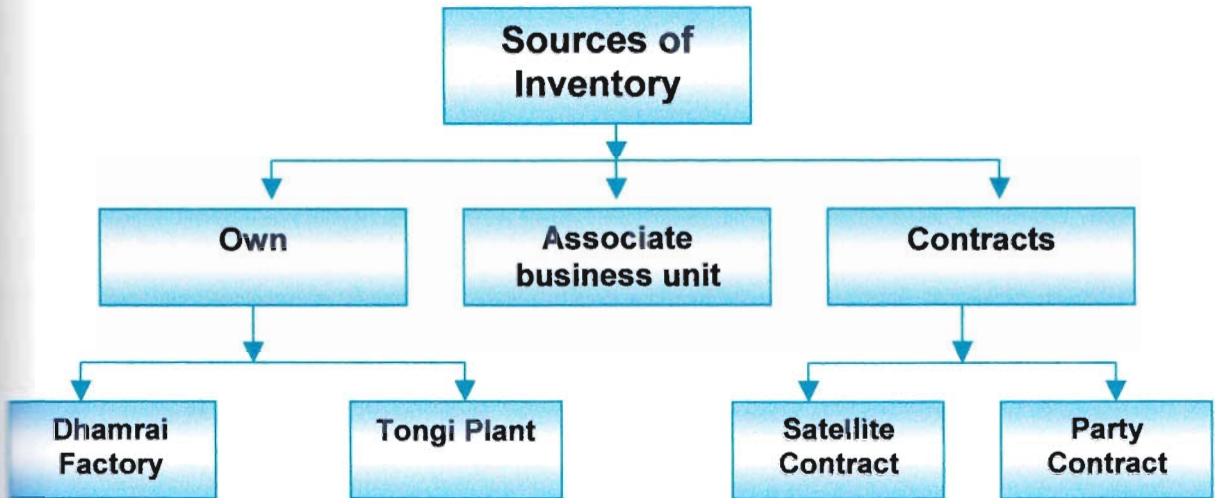 Sources of
Inventory
Own
Associate
business unit
Contracts
Dhamrai
Factory
Tongi Plant
Satellite
Contract
Party
Contract